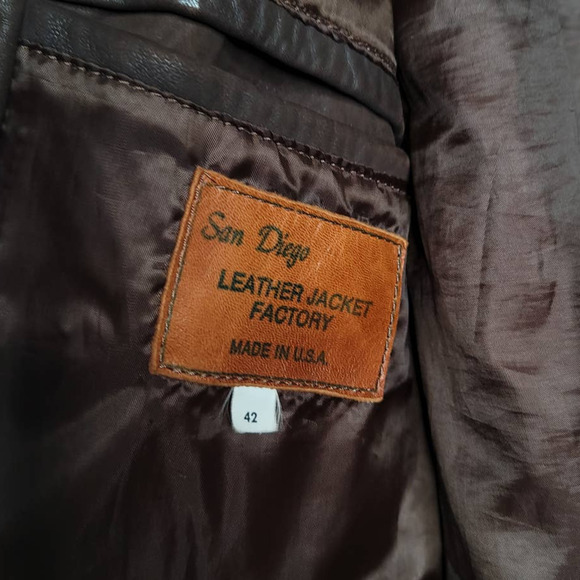 San Diego
LEATHER JACKET
FACTORY
MADE IN U.S.A.
42